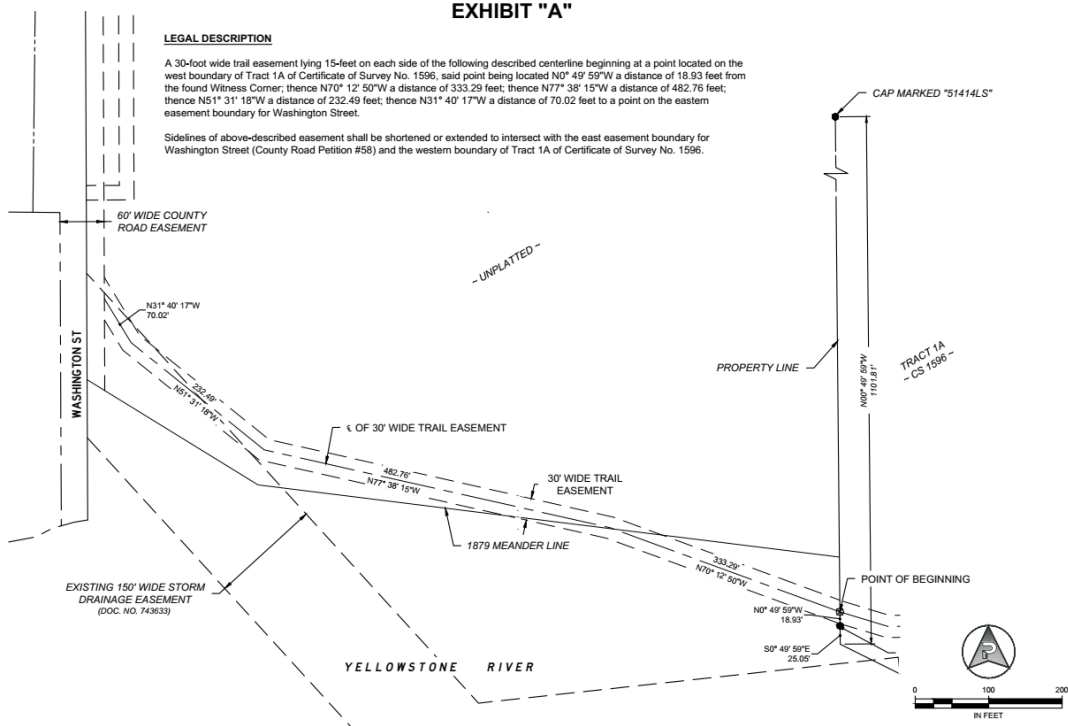 EXHIBIT "A"
LEGAL DESCRIPTION
A 30-foot wide trail easement lying 15-feet on each side of the following described centerline beginning at a point located on the
west boundary of Tract 1A of Certificate of Survey No. 1596, said point being located N0° 49' 59"W a distance of 18.93 feet from
the found Witness Corner; thence N70° 12' 50"W a distance of 333.29 feet; thence N77° 38' 15"W a distance of 482.76 feet;
thence N51° 31' 18"W a distance of 232.49 feet; thence N31° 40' 17"W a distance of 70.02 feet to a point on the eastern
easement boundary for Washington Street.
Sidelines of above-described easement shall be shortened or extended to intersect with the east easement boundary for
Washington Street (County Road Petition #58) and the western boundary of Tract 1A of Certificate of Survey No. 1596.
CAP MARKED "51414LS"
60' WIDE COUNTY
ROAD EASEMENT
~ UNPLATTED ~
N31° 40' 17"W
70.02'
WASHINGTON ST
PROPERTY LINE
N00° 49' 59"W
1101.81'
TRACT 1A
~ CS 1596 ~
232.49'
N51° 31' 18"W
℄ OF 30' WIDE TRAIL EASEMENT
482.76'
N77° 38' 15"W
30' WIDE TRAIL
EASEMENT
1879 MEANDER LINE
333.29'
N70° 12' 50"W
POINT OF BEGINNING
EXISTING 150' WIDE STORM
DRAINAGE EASEMENT
(DOC. NO. 743633)
N0° 49' 59"W
18.93'
S0° 49' 59"E
25.05'
YELLOWSTONE RIVER
0 100 200
IN FEET